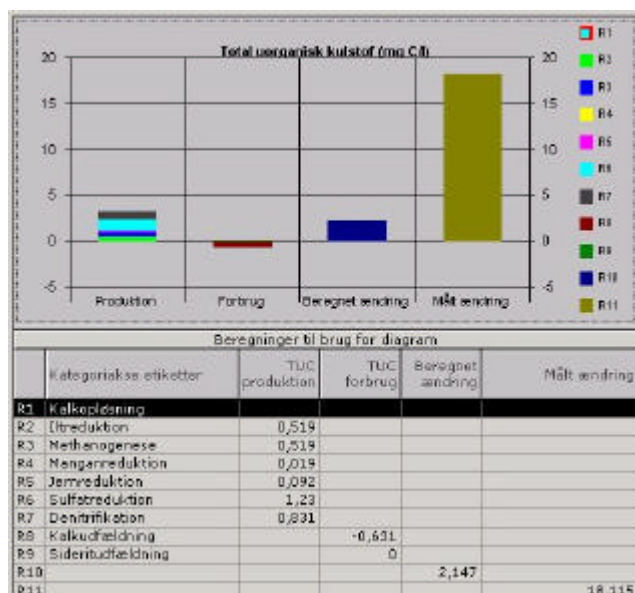 Total uorganisk kulstof (mg C/l)
20
15
10
5
0
-5
20
15
10
5
0
-5
Produktion Forbrug Beregnet ændring Målt ændring
R1
R2
R3
R4
R5
R6
R7
R8
R9
R10
R11
Beregninger til brug for diagram
Kategoriakse etiketter TUC produktion TUC forbrug Beregnet ændring Målt ændring
R1 Kalkopløsning
R2 Iltreduktion 0,519
R3 Methanogenese 0,519
R4 Manganreduktion 0,019
R5 Jernreduktion 0,092
R6 Sulfatreduktion 1,23
R7 Denitrifikation 0,831
R8 Kalkudfældning -0,631
R9 Sideritudfældning 0
R10 2,147
R11 18,115